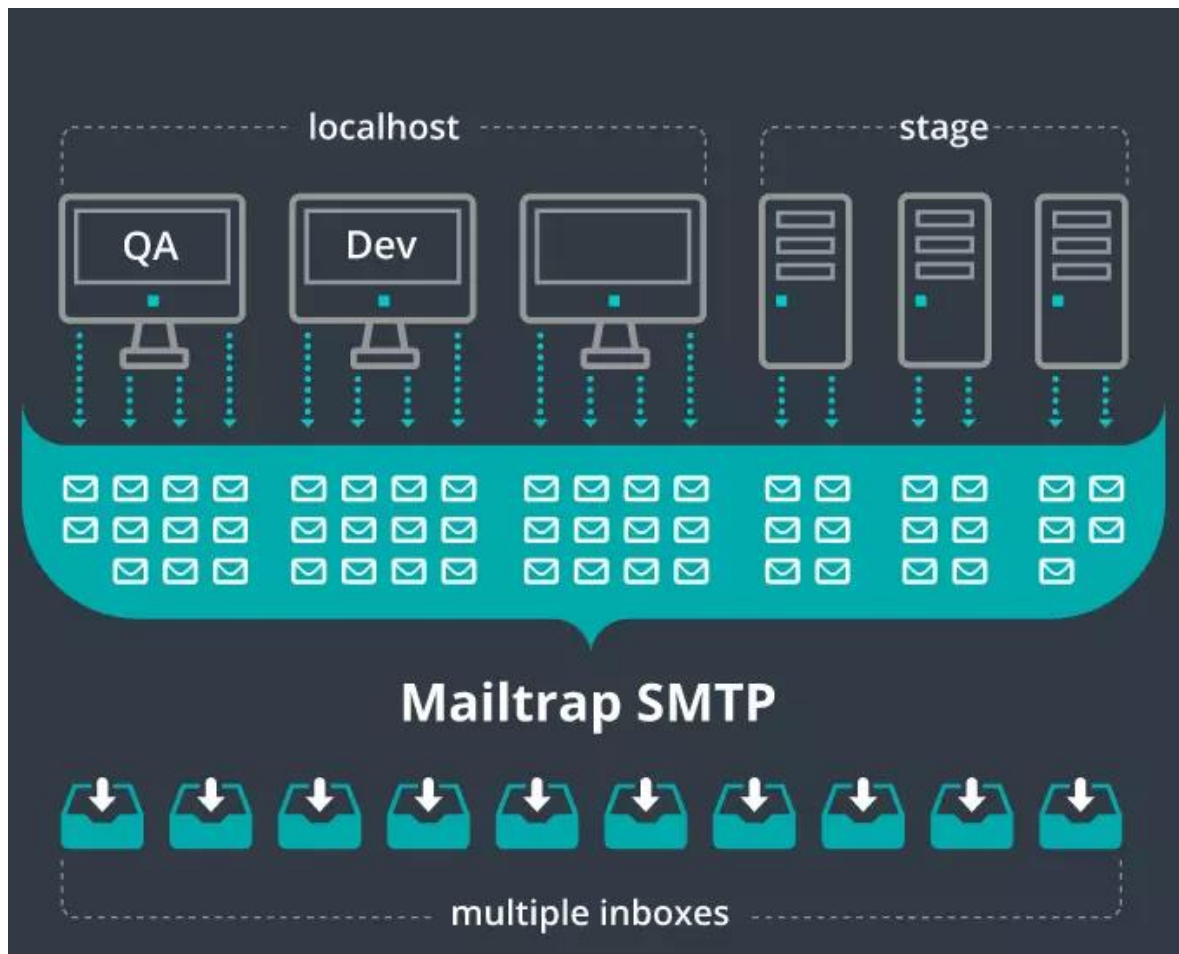 localhost
stage
QA
Dev
Mailtrap SMTP
multiple inboxes